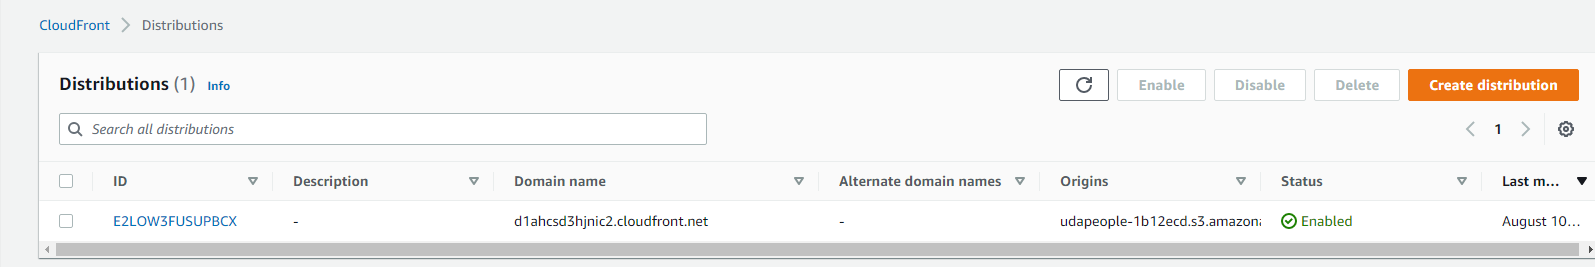 CloudFront > Distributions
Distributions (1) Info
Enable Disable Delete Create distribution
Search all distributions
1
ID Description Domain name Alternate domain names Origins Status Last m...
E2LOW3FUSUPBCX - d1ahcsd3hjnic2.cloudfront.net - udapeople-1b12ecd.s3.amazona Enabled August 10...